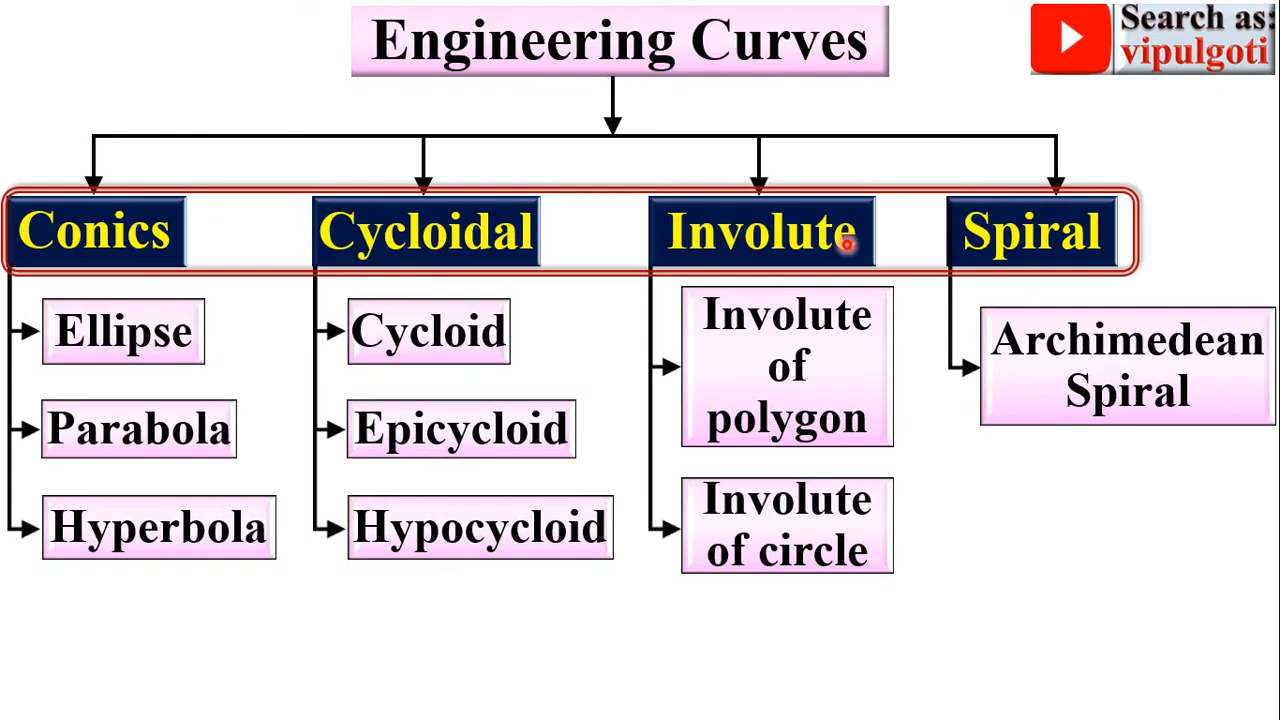 Engineering Curves
Search as:
vipulgoti
Conics
Cycloidal
Involute
Spiral
Ellipse
Parabola
Hyperbola
Cycloid
Epicycloid
Hypocycloid
Involute
of
polygon
Involute
of circle
Archimedean
Spiral